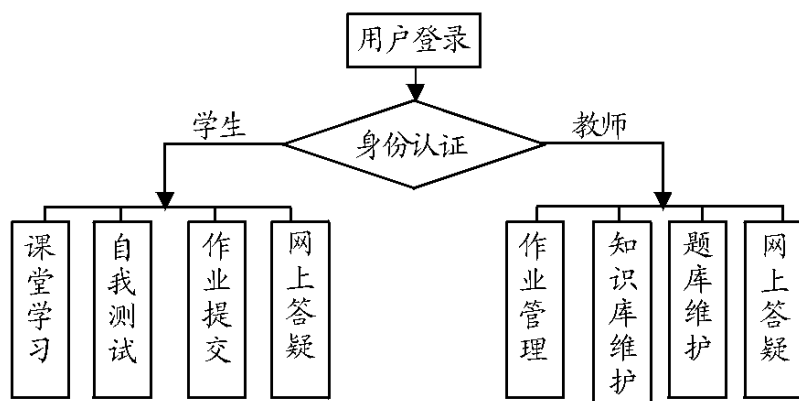 用户登录
学生
身份认证
教师
课堂学习
自我测试
作业提交
网上答疑
作业管理
知识库维护
题库维护
网上答疑